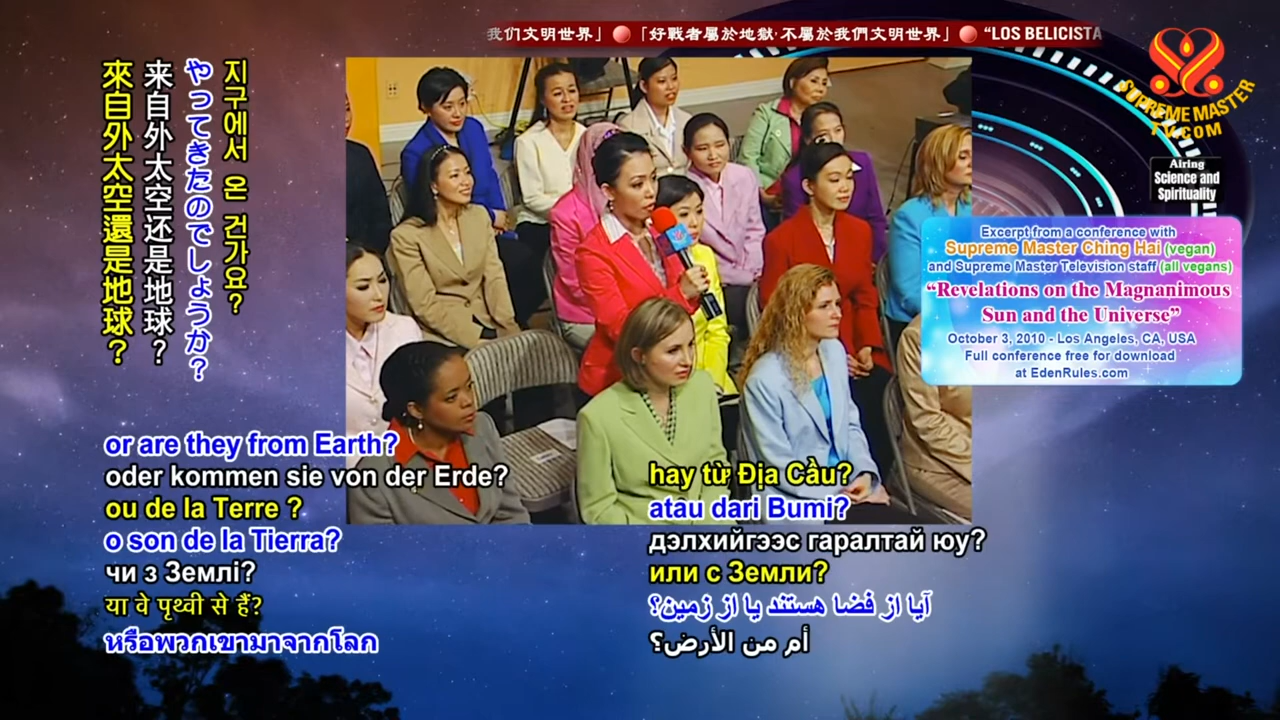 我们文明世界」 ● 「好戰者屬於地獄·不屬於我們文明世界」 ● “LOS BELICISTA
SUPREME MASTER
TV.COM
Airing
Science and
Spirituality
Excerpt from a conference with
Supreme Master Ching Hai (vegan)
and Supreme Master Television staff (all vegans)
“Revelations on the Magnanimous
Sun and the Universe”
October 3, 2010 - Los Angeles, CA, USA
Full conference free for download
at EdenRules.com
지구에서 온 건가요?
やってきたのでしょうか？
来自外太空还是地球？
來自外太空還是地球？
or are they from Earth?
oder kommen sie von der Erde?
ou de la Terre ?
o son de la Tierra?
чи з Землі?
या वे पृथ्वी से हैं?
หรือพวกเขามาจากโลก
hay từ Địa Cầu?
atau dari Bumi?
дэлхийгээс гаралтай юу?
или с Земли?
آیا از فضا هستند یا از زمین؟
أم من الأرض؟